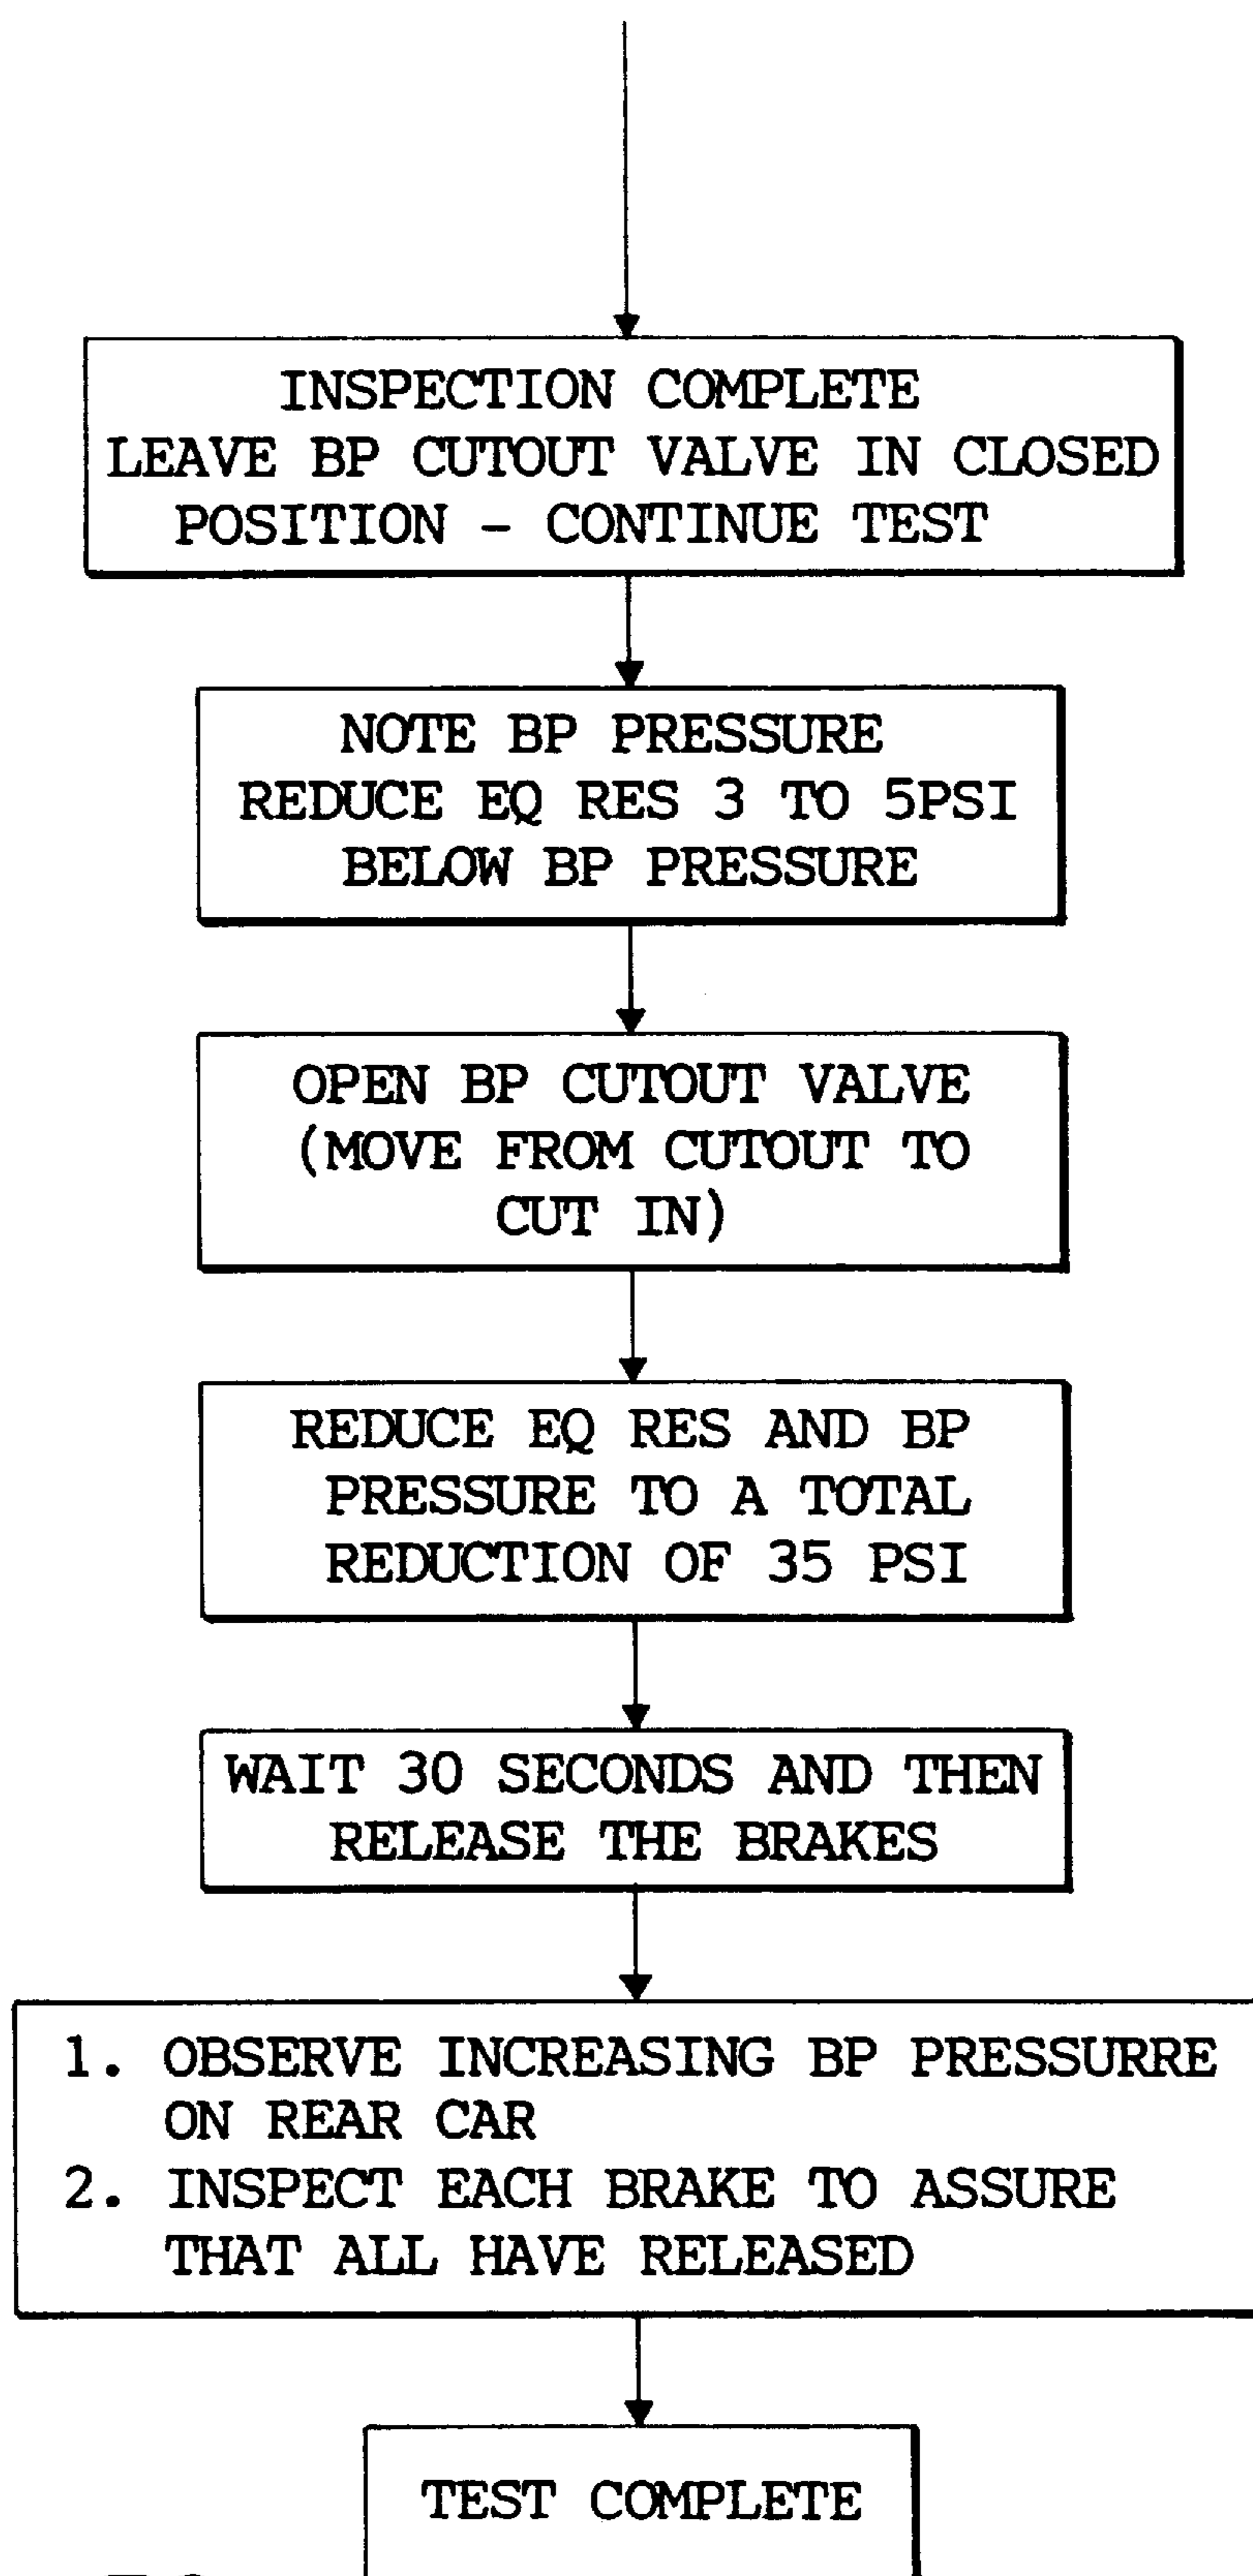 INSPECTION COMPLETE
LEAVE BP CUTOUT VALVE IN CLOSED
POSITION - CONTINUE TEST
NOTE BP PRESSURE
REDUCE EQ RES 3 TO 5PSI
BELOW BP PRESSURE
OPEN BP CUTOUT VALVE
(MOVE FROM CUTOUT TO
CUT IN)
REDUCE EQ RES AND BP
PRESSURE TO A TOTAL
REDUCTION OF 35 PSI
WAIT 30 SECONDS AND THEN
RELEASE THE BRAKES
1. OBSERVE INCREASING BP PRESSURRE
ON REAR CAR
2. INSPECT EACH BRAKE TO ASSURE
THAT ALL HAVE RELEASED
TEST COMPLETE